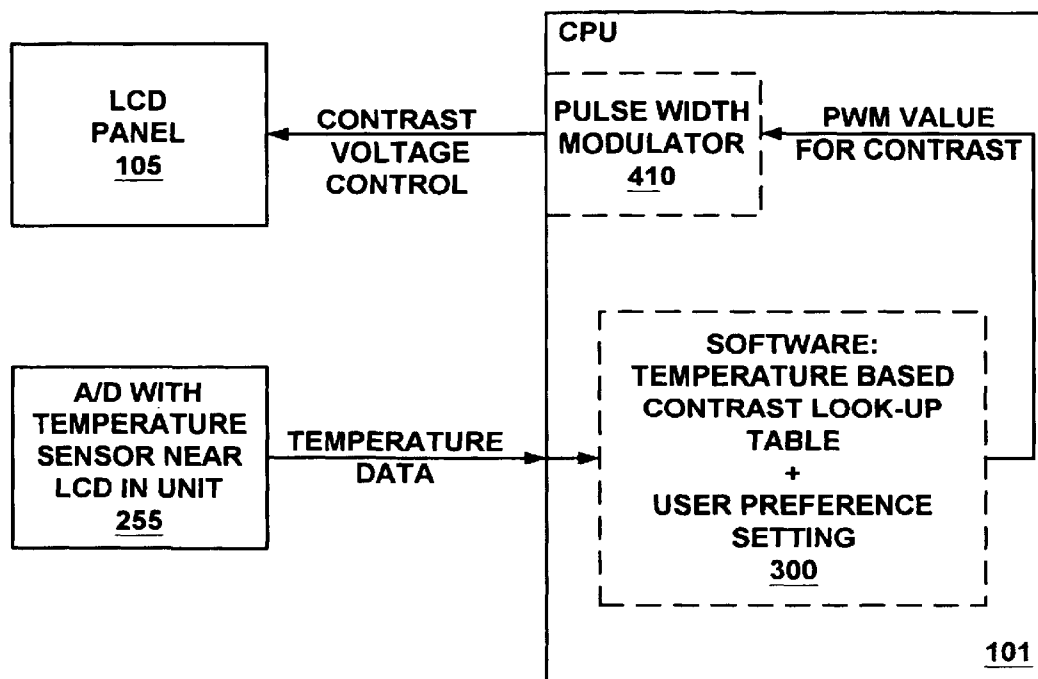 CPU
LCD
PANEL
105
CONTRAST
VOLTAGE
CONTROL
PULSE WIDTH
MODULATOR
410
PWM VALUE
FOR CONTRAST
A/D WITH
TEMPERATURE
SENSOR NEAR
LCD IN UNIT
255
TEMPERATURE
DATA
SOFTWARE:
TEMPERATURE BASED
CONTRAST LOOK-UP
TABLE
+
USER PREFERENCE
SETTING
300
101